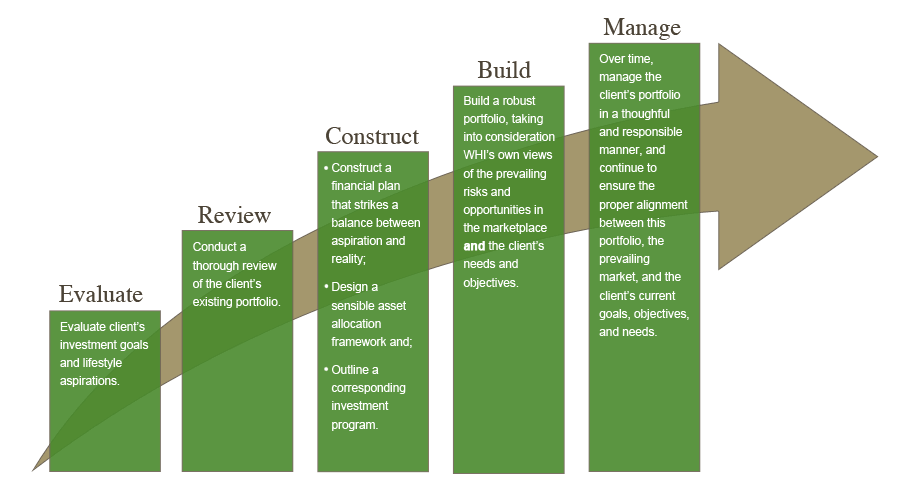 Evaluate
Evaluate client's
investment goals
and lifestyle
aspirations.
Review
Conduct a
thorough review
of the client's
existing portfolio.
Construct
• Construct a
financial plan
that strikes a
balance between
aspiration and
reality;
• Design a
sensible asset
allocation
framework and;
• Outline a
corresponding
investment
program.
Build
Build a robust
portfolio, taking
into consideration
WHI's own views
of the prevailing
risks and
opportunities in
the marketplace
and the client's
needs and
objectives.
Manage
Over time,
manage the
client's portfolio
in a thoughful
and responsible
manner, and
continue to
ensure the
proper alignment
between this
portfolio, the
prevailing
market, and the
client's current
goals, objectives,
and needs.